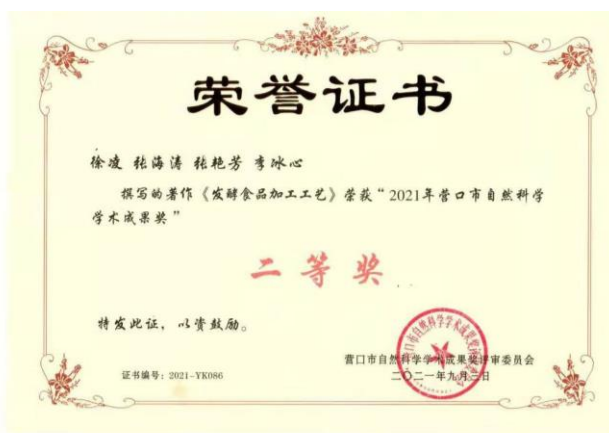 荣誉证书
徐凌 张海涛 张艳芳 李冰心
撰写的著作《发酵食品加工工艺》荣获“2021年营口市自然科学
学术成果奖”
二等奖
特发此证,以资鼓励。
营口市自然科学学术成果奖评审委员会
证书编号:2021-YK086
二〇二一年九月三日